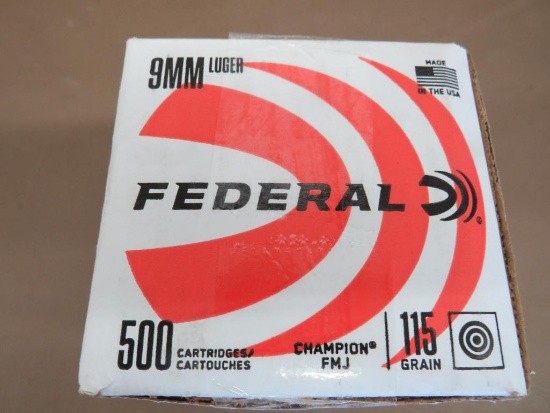 9MM LUGER
MADE
IN THE USA
FEDERAL®
500 CARTRIDGES/
CARTOUCHES
CHAMPION®
FMJ
115
GRAIN